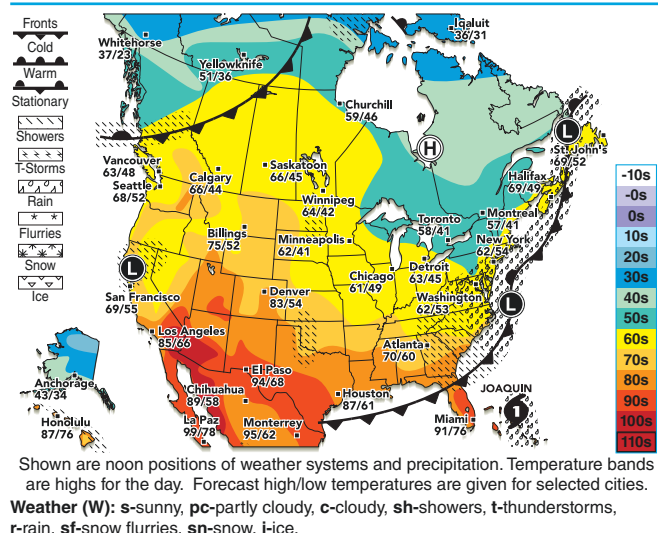 Fronts
Cold
Warm
Stationary
Showers
T-Storms
Rain
Flurries
Snow
Ice
Whitehorse
37/23
Yellowknife
51/36
Iqaluit
36/31
Churchill
59/46
H
L
St. John's
69/52
Vancouver
63/48
Seattle
68/52
Calgary
66/44
Saskatoon
66/45
Winnipeg
64/42
Halifax
69/49
Billings
75/52
Minneapolis
62/41
Toronto
58/41
Montreal
57/41
New York
62/54
L
San Francisco
69/55
Denver
83/54
Chicago
61/49
Detroit
63/45
Washington
62/53
L
Los Angeles
85/66
Atlanta
70/60
El Paso
94/68
Chihuahua
89/58
Houston
87/61
JOAQUIN
1
Anchorage
43/34
Honolulu
87/76
La Paz
99/78
Monterrey
95/62
Miami
91/76
-10s
-0s
0s
10s
20s
30s
40s
50s
60s
70s
80s
90s
100s
110s
Shown are noon positions of weather systems and precipitation. Temperature bands
are highs for the day. Forecast high/low temperatures are given for selected cities.
Weather (W): s-sunny, pc-partly cloudy, c-cloudy, sh-showers, t-thunderstorms,
r-rain, sf-snow flurries, sn-snow, i-ice.